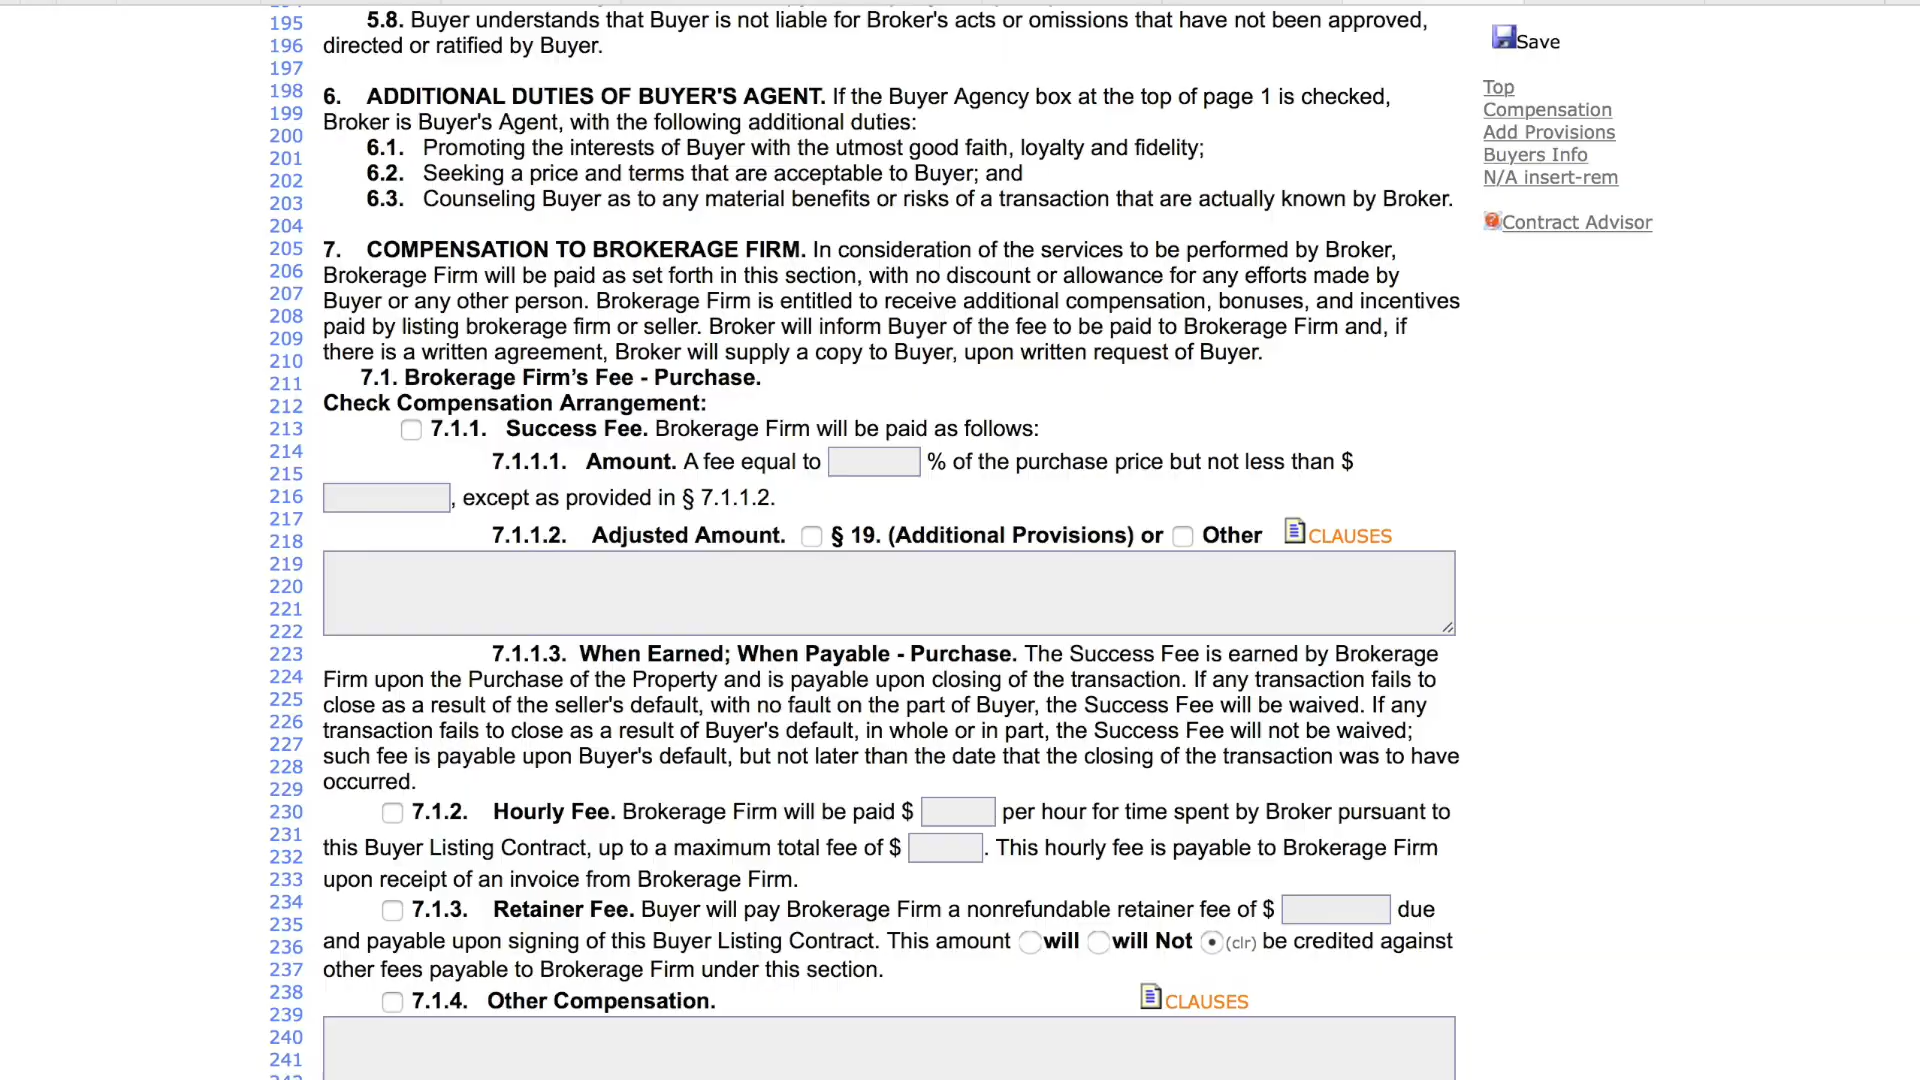 195 5.8. Buyer understands that Buyer is not liable for Broker's acts or omissions that have not been approved,
196 directed or ratified by Buyer.
197
198 6. ADDITIONAL DUTIES OF BUYER'S AGENT. If the Buyer Agency box at the top of page 1 is checked,
199 Broker is Buyer's Agent, with the following additional duties:
200 6.1. Promoting the interests of Buyer with the utmost good faith, loyalty and fidelity;
201 6.2. Seeking a price and terms that are acceptable to Buyer; and
202
203 6.3. Counseling Buyer as to any material benefits or risks of a transaction that are actually known by Broker.
204
205 7. COMPENSATION TO BROKERAGE FIRM. In consideration of the services to be performed by Broker,
206 Brokerage Firm will be paid as set forth in this section, with no discount or allowance for any efforts made by
207 Buyer or any other person. Brokerage Firm is entitled to receive additional compensation, bonuses, and incentives
208 paid by listing brokerage firm or seller. Broker will inform Buyer of the fee to be paid to Brokerage Firm and, if
209
210 there is a written agreement, Broker will supply a copy to Buyer, upon written request of Buyer.
211 7.1. Brokerage Firm’s Fee - Purchase.
212 Check Compensation Arrangement:
213 7.1.1. Success Fee. Brokerage Firm will be paid as follows:
214
215 7.1.1.1. Amount. A fee equal to % of the purchase price but not less than $
216 , except as provided in § 7.1.1.2.
217
218 7.1.1.2. Adjusted Amount. § 19. (Additional Provisions) or Other CLAUSES
219
220
221
222
223 7.1.1.3. When Earned; When Payable - Purchase. The Success Fee is earned by Brokerage
224 Firm upon the Purchase of the Property and is payable upon closing of the transaction. If any transaction fails to
225 close as a result of the seller's default, with no fault on the part of Buyer, the Success Fee will be waived. If any
226 transaction fails to close as a result of Buyer's default, in whole or in part, the Success Fee will not be waived;
227
228 such fee is payable upon Buyer's default, but not later than the date that the closing of the transaction was to have
229 occurred.
230 7.1.2. Hourly Fee. Brokerage Firm will be paid $ per hour for time spent by Broker pursuant to
231
232 this Buyer Listing Contract, up to a maximum total fee of $ . This hourly fee is payable to Brokerage Firm
233 upon receipt of an invoice from Brokerage Firm.
234 7.1.3. Retainer Fee. Buyer will pay Brokerage Firm a nonrefundable retainer fee of $ due
235
236 and payable upon signing of this Buyer Listing Contract. This amount will will Not (clr) be credited against
237 other fees payable to Brokerage Firm under this section.
238 7.1.4. Other Compensation. CLAUSES
239
240
241
Save
Top
Compensation
Add Provisions
Buyers Info
N/A insert-rem
Contract Advisor